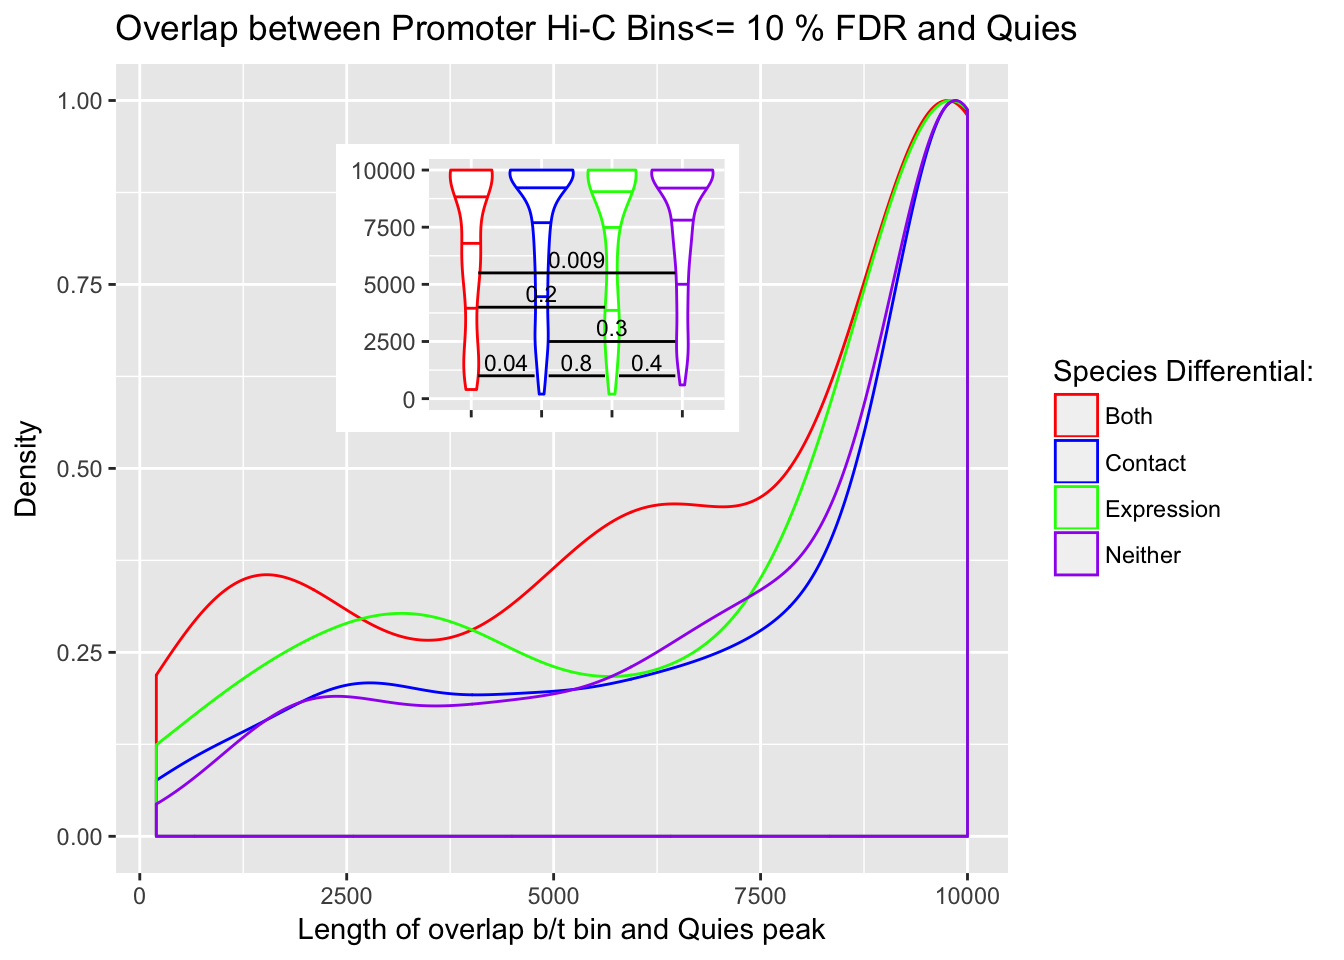 Overlap between Promoter Hi-C Bins<= 10 % FDR and Quies
Density
1.00
0.75
0.50
0.25
0.00
10000
7500
5000
2500
0
0.009
0.2
0.3
0.04 0.8 0.4
0 2500 5000 7500 10000
Length of overlap b/t bin and Quies peak
Species Differential:
Both
Contact
Expression
Neither